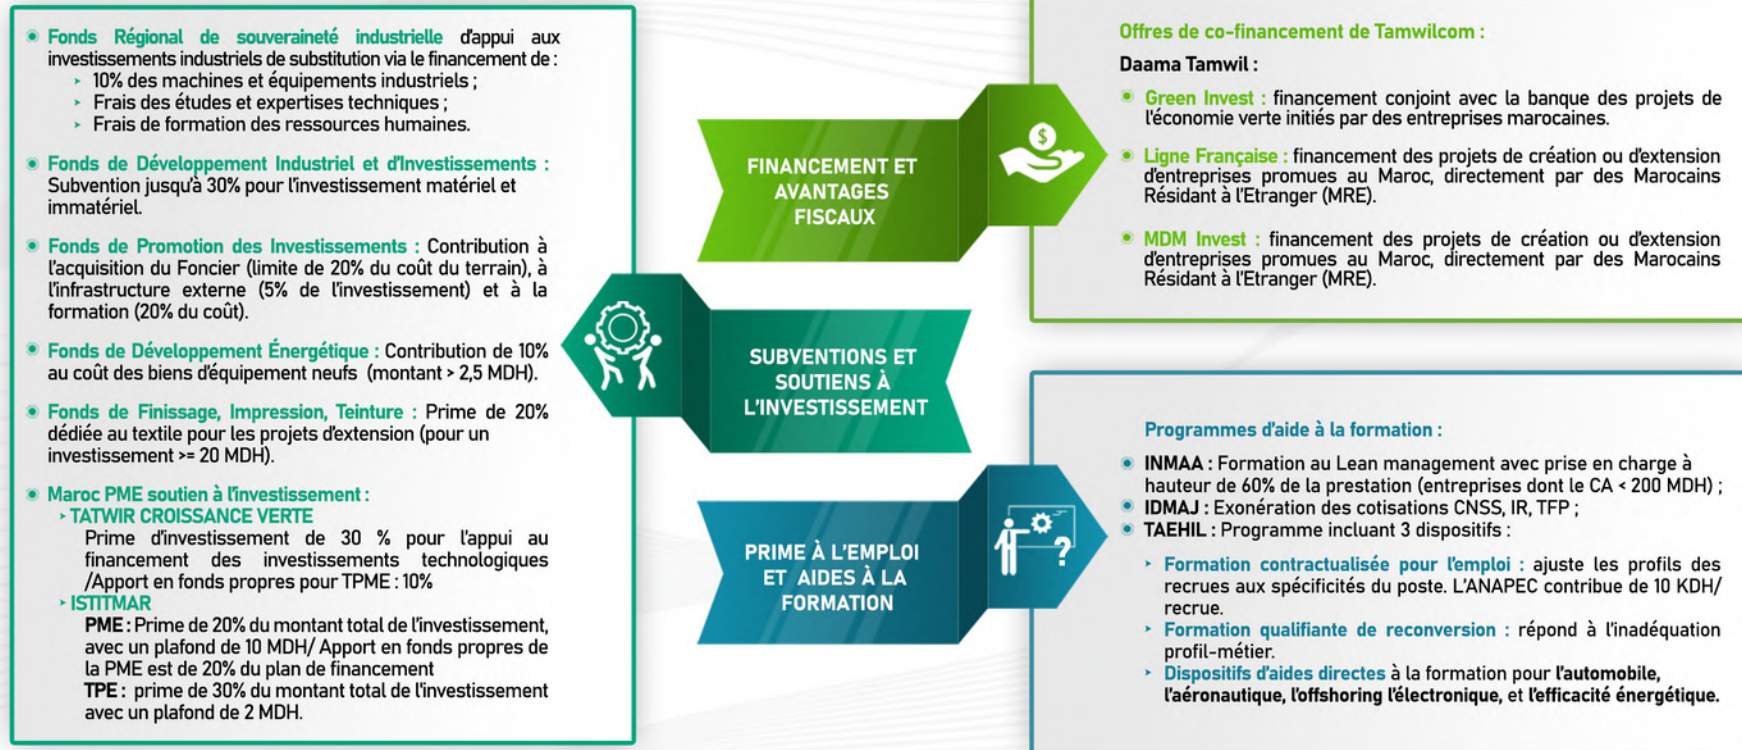 Fonds Régional de souveraineté industrielle d'appui aux
investissements industriels de substitution via le financement de :
10% des machines et équipements industriels ;
Frais des études et expertises techniques ;
Frais de formation des ressources humaines.
Fonds de Développement Industriel et d'Investissements :
Subvention jusqu'à 30% pour l'investissement matériel et
immatériel.
Fonds de Promotion des Investissements : Contribution à
l'acquisition du Foncier (limite de 20% du coût du terrain), à
l'infrastructure externe (5% de l'investissement) et à la
formation (20% du coût).
Fonds de Développement Énergétique : Contribution de 10%
au coût des biens d'équipement neufs (montant > 2,5 MDH).
Fonds de Finissage, Impression, Teinture : Prime de 20%
dédiée au textile pour les projets d'extension (pour un
investissement >= 20 MDH).
Maroc PME soutien à l'investissement :
TATWIR CROISSANCE VERTE
Prime d'investissement de 30 % pour l'appui au
financement des investissements technologiques
/Apport en fonds propres pour TPME : 10%
ISTITMAR
PME : Prime de 20% du montant total de l'investissement,
avec un plafond de 10 MDH/ Apport en fonds propres de
la PME est de 20% du plan de financement
TPE : prime de 30% du montant total de l'investissement
avec un plafond de 2 MDH.
FINANCEMENT ET
AVANTAGES
FISCAUX
$
SUBVENTIONS ET
SOUTIENS À
L'INVESTISSEMENT
PRIME À L'EMPLOI
ET AIDES À LA
FORMATION
?
Offres de co-financement de Tamwilcom :
Daama Tamwil :
Green Invest : financement conjoint avec la banque des projets de
l'économie verte initiés par des entreprises marocaines.
Ligne Française : financement des projets de création ou d'extension
d'entreprises promues au Maroc, directement par des Marocains
Résidant à l'Etranger (MRE).
MDM Invest : financement des projets de création ou d'extension
d'entreprises promues au Maroc, directement par des Marocains
Résidant à l'Etranger (MRE).
Programmes d'aide à la formation :
INMAA : Formation au Lean management avec prise en charge à
hauteur de 60% de la prestation (entreprises dont le CA < 200 MDH) ;
IDMAJ : Exonération des cotisations CNSS, IR, TFP ;
TAEHIL : Programme incluant 3 dispositifs :
Formation contractualisée pour l'emploi : ajuste les profils des
recrues aux spécificités du poste. L'ANAPEC contribue de 10 KDH/
recrue.
Formation qualifiante de reconversion : répond à l'inadéquation
profil-métier.
Dispositifs d'aides directes à la formation pour l'automobile,
l'aéronautique, l'offshoring l'électronique, et l'efficacité énergétique.